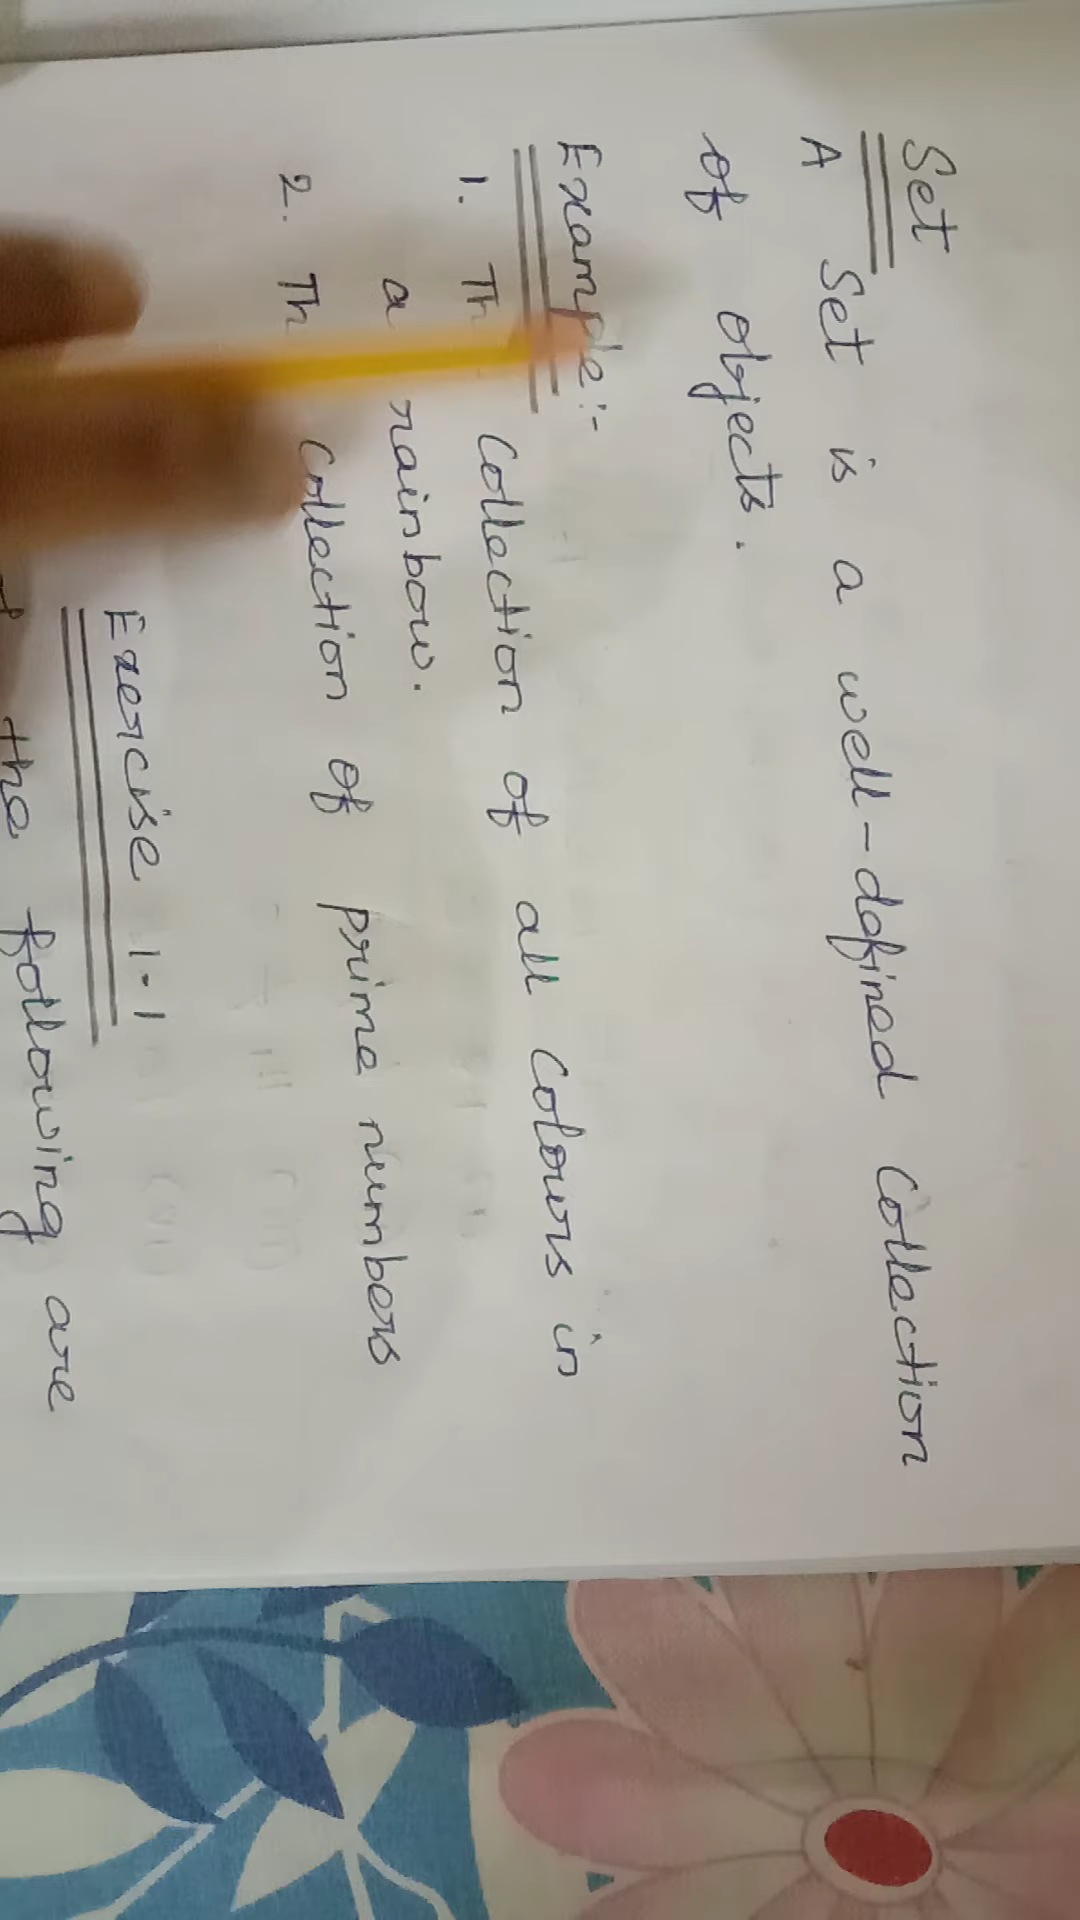 Set
A Set is a well-defined Collection
of objects.
Example:-
1. Th Collection of all Colours in
a rainbow.
2. Th Collection of prime numbers
Exercise 1.1
the following are